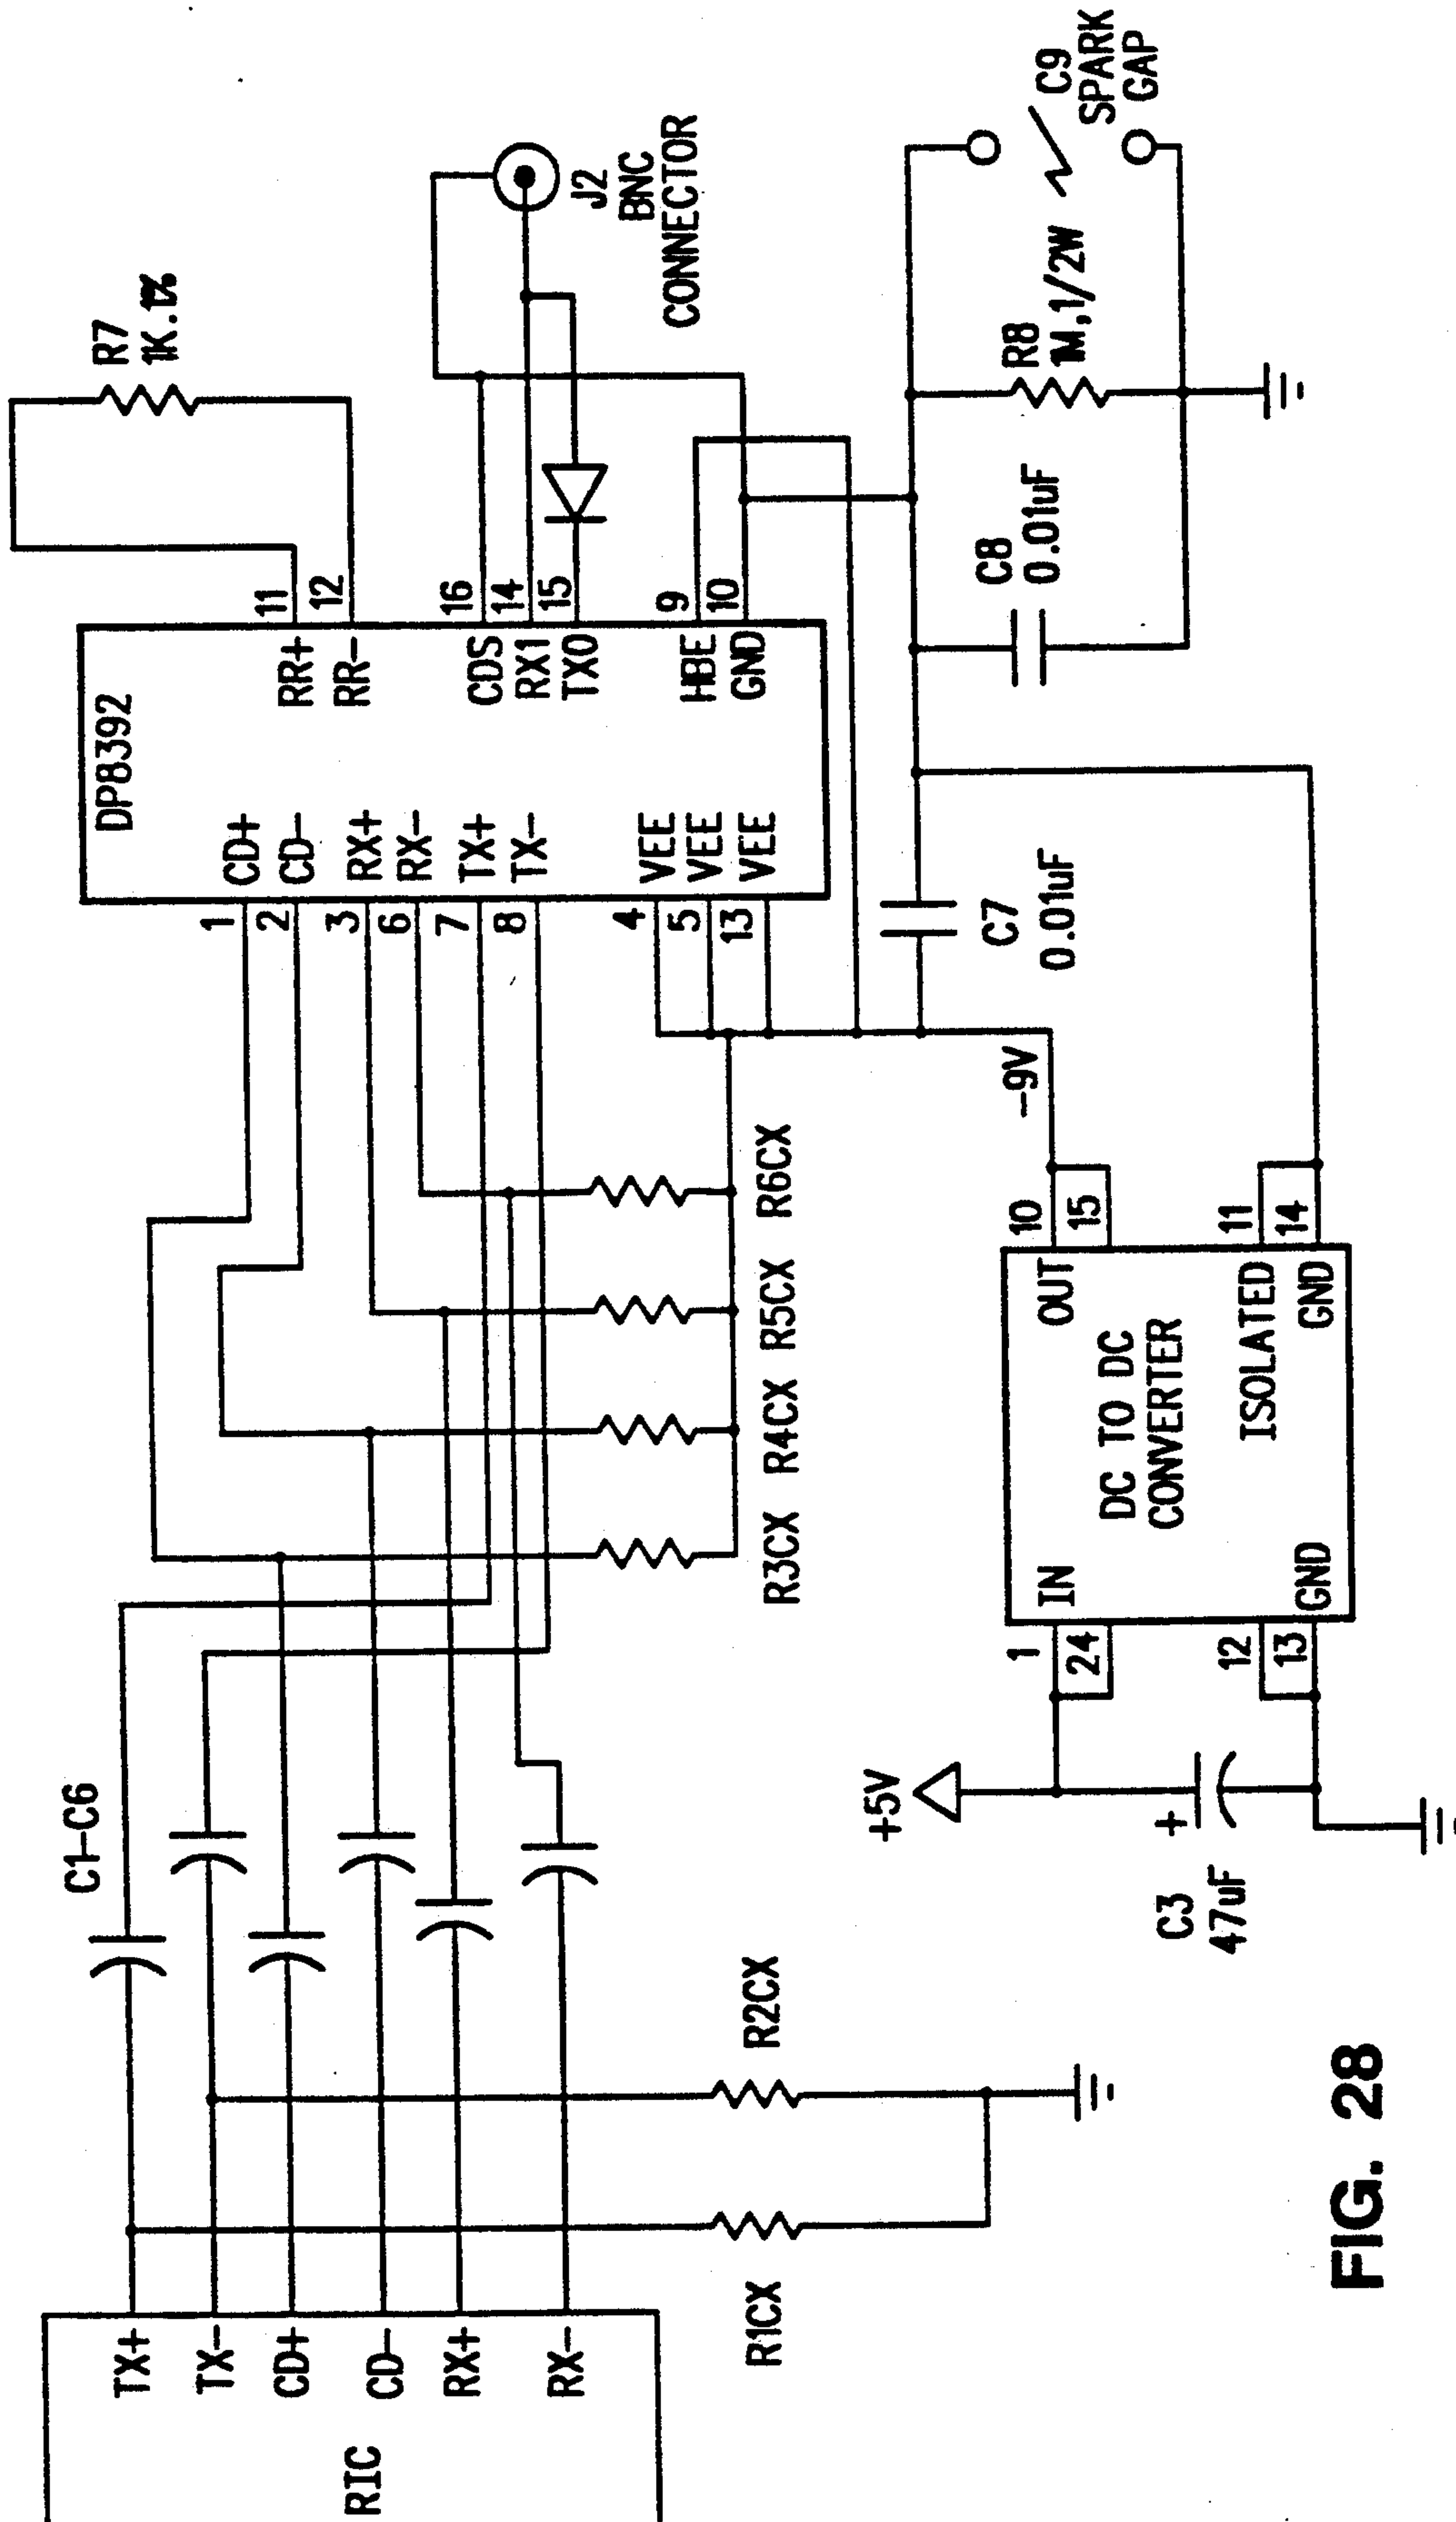 RIC
TX+
TX-
CD+
CD-
RX+
RX-
C1-C6
R1CX
R2CX
R3CX
R4CX
R5CX
R6CX
DP8392
CD+
CD-
RX+
RX-
TX+
TX-
VEE
VEE
VEE
1
2
3
6
7
8
4
5
13
RR+
RR-
CDS
RX1
TX0
HBE
GND
11
12
16
14
15
9
10
R7
1K.1%
J2
BNC
CONNECTOR
+5V
+
C3
47uF
1
24
12
13
IN
GND
DC TO DC
CONVERTER
OUT
ISOLATED
GND
10
15
11
14
-9V
C7
0.01uF
C8
0.01uF
R8
1M,1/2W
C9
SPARK
GAP
FIG. 28